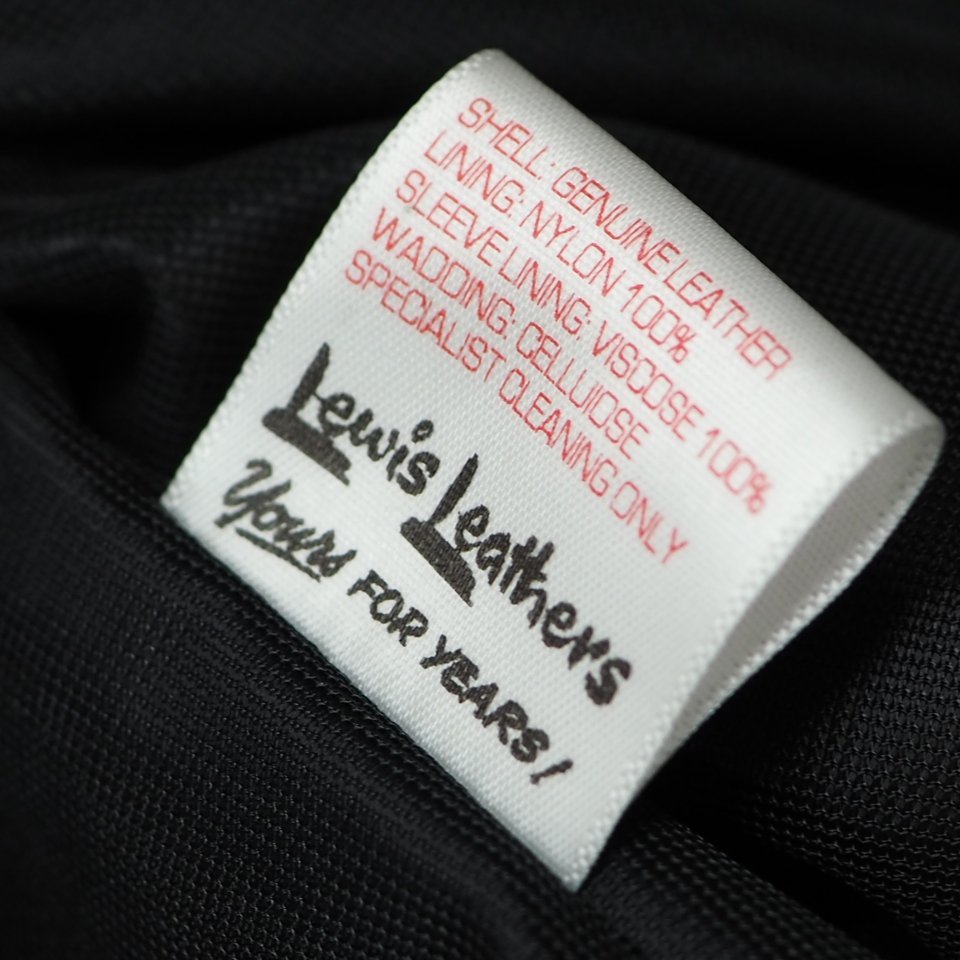 SHELL: GENUINE LEATHER
LINING: NYLON 100%
SLEEVE LINING: VISCOSE 100%
WADDING: CELLUIOSE
SPECIALIST CLEANING ONLY
Lewis Leathers
Yours FOR YEARS!